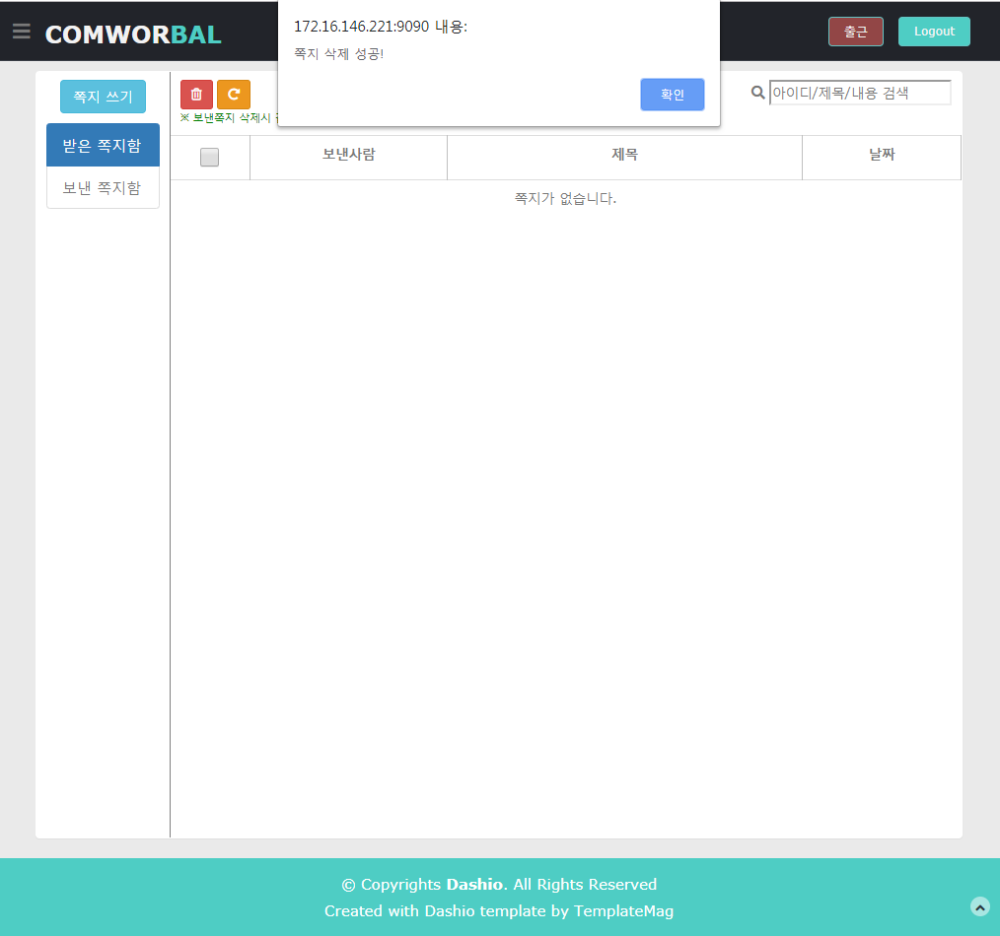 172.16.146.221:9090 내용:
쪽지 삭제 성공!
확인
COMWORBAL
출근
Logout
쪽지 쓰기
받은 쪽지함
보낸 쪽지함
※ 보낸쪽지 삭제시
아이디/제목/내용 검색
보낸사람 제목 날짜
쪽지가 없습니다.
© Copyrights Dashio. All Rights Reserved
Created with Dashio template by TemplateMag